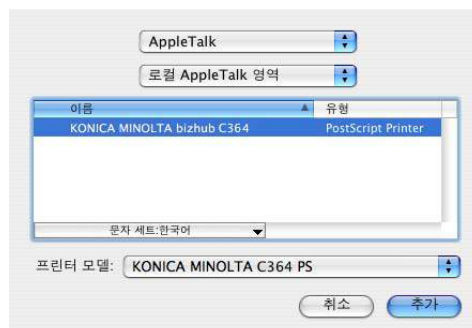 AppleTalk
로컬 AppleTalk 영역
이름 유형
KONICA MINOLTA bizhub C364 PostScript Printer
문자 세트:한국어
프린터 모델: KONICA MINOLTA C364 PS
취소 추가